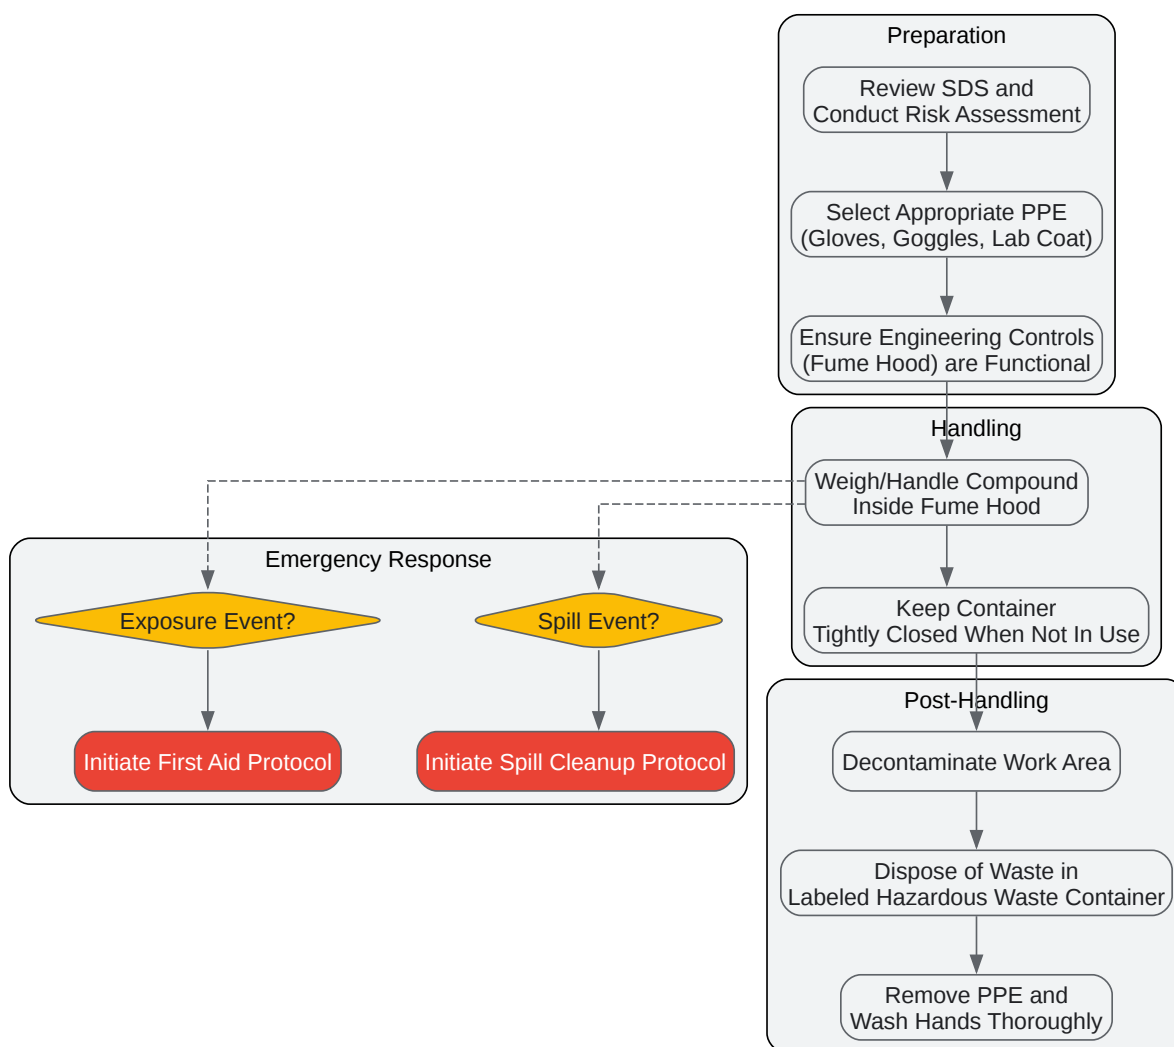 Preparation
Review SDS and
Conduct Risk Assessment
Select Appropriate PPE
(Gloves, Goggles, Lab Coat)
Ensure Engineering Controls
(Fume Hood) are Functional
Handling
Weigh/Handle Compound
Inside Fume Hood
Keep Container
Tightly Closed When Not In Use
Emergency Response
Exposure Event?
Spill Event?
Initiate First Aid Protocol
Initiate Spill Cleanup Protocol
Post-Handling
Decontaminate Work Area
Dispose of Waste in
Labeled Hazardous Waste Container
Remove PPE and
Wash Hands Thoroughly